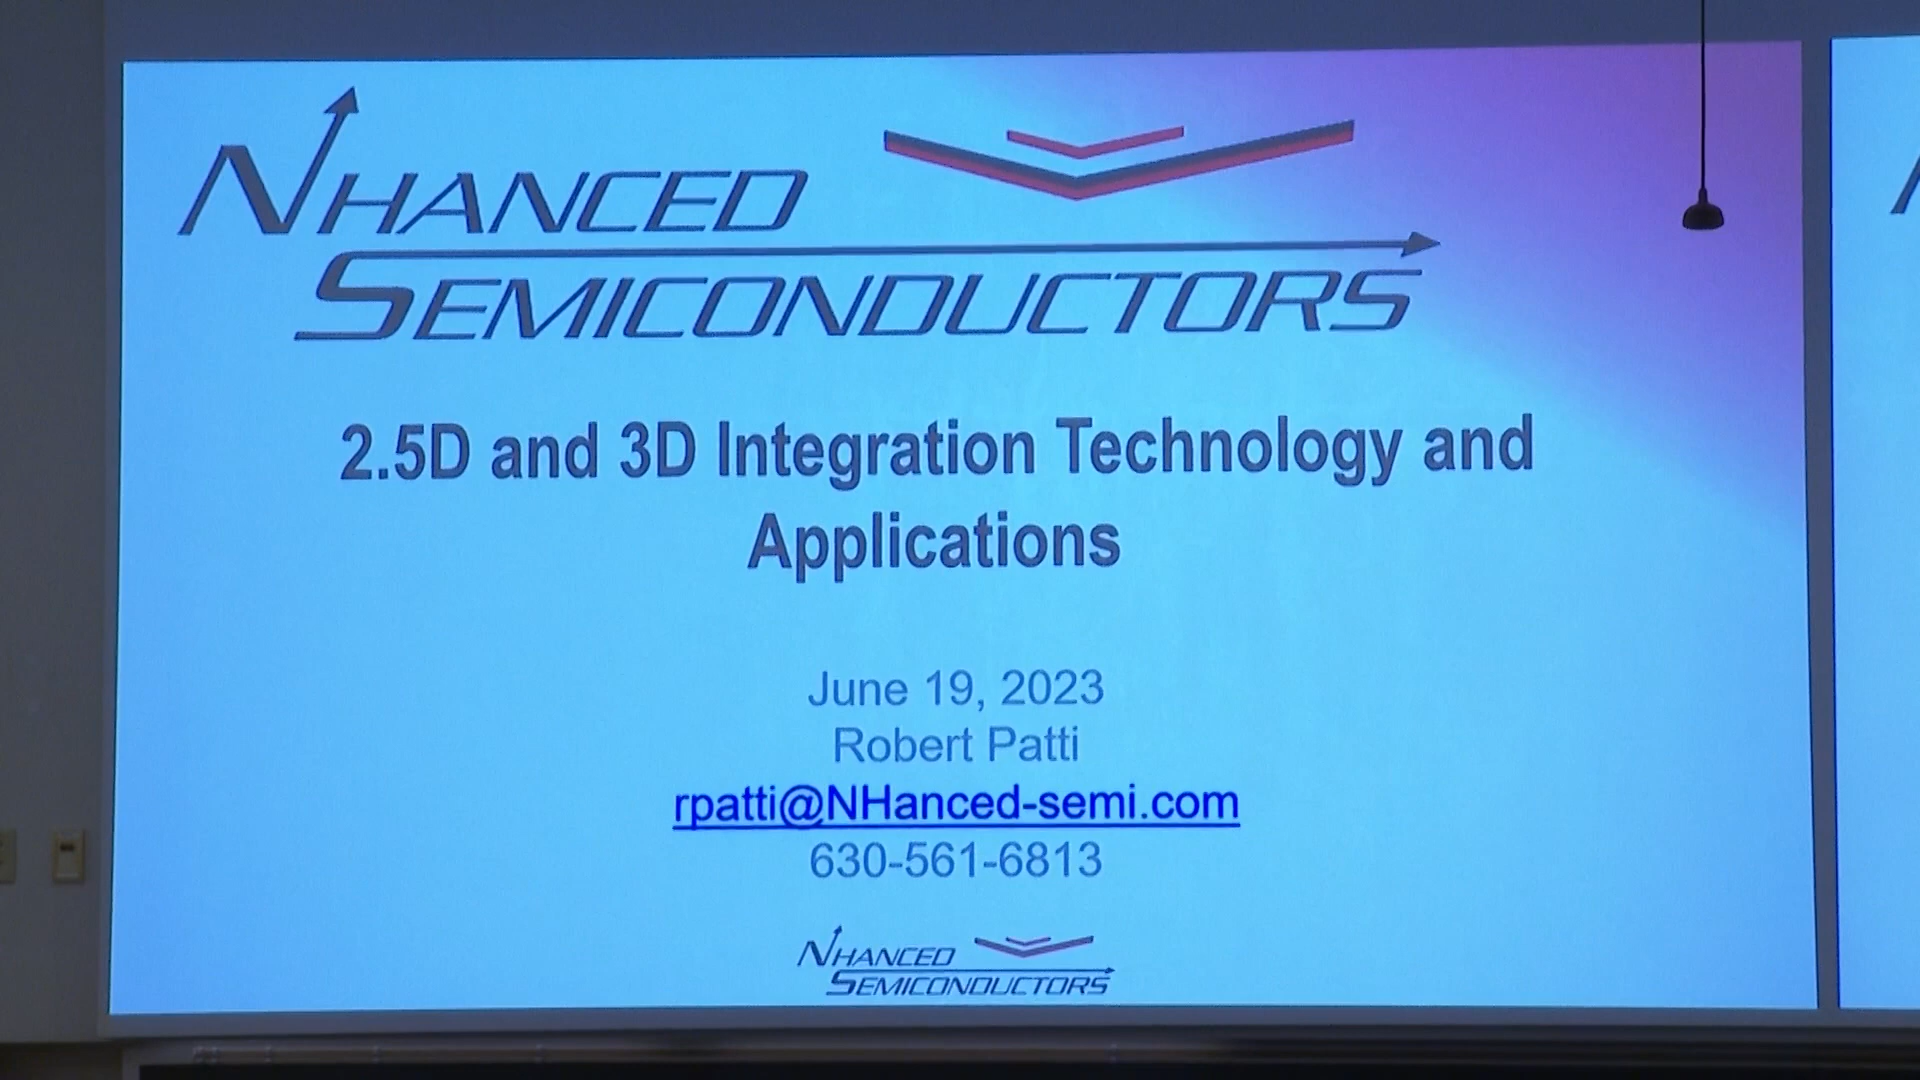 NHANCED
SEMICONDUCTORS
2.5D and 3D Integration Technology and
Applications
June 19, 2023
Robert Patti
rpatti@NHanced-semi.com
630-561-6813
NHANCED
SEMICONDUCTORS